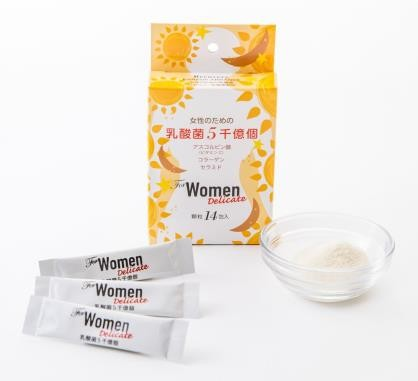 女性のための
乳酸菌5千億個
アスコルビン酸
(ビタミンC)
コラーゲン
セラミド
For Women
Delicate
顆粒 14包入
For Women
Delicate
乳酸菌5千億個
For Women
Delicate
For Women
Delicate
乳酸菌5千億個